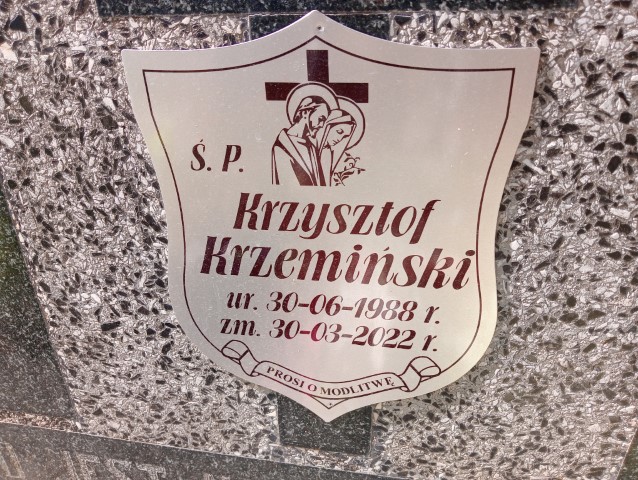 Ś. P.
Krzysztof
Krzemiński
ur. 30-06-1988 r.
zm. 30-03-2022 r.
PROSI O MODLITWĘ